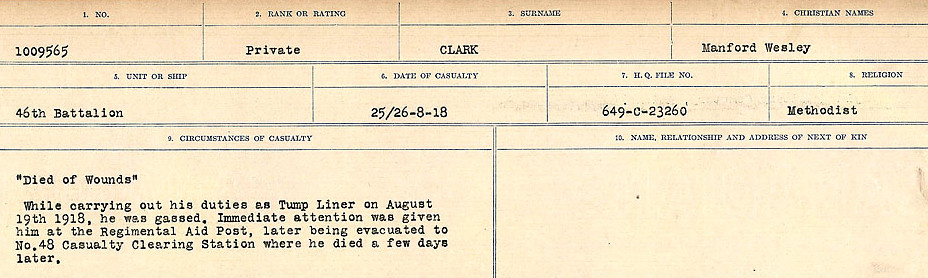 1. NO. 2. RANK OR RATING 3. SURNAME 4. CHRISTIAN NAMES
1009565 Private CLARK Manford Wesley
5. UNIT OR SHIP 6. DATE OF CASUALTY 7. H. Q. FILE NO. 8. RELIGION
46th Battalion 25/26-8-18 649-C-23260 Methodist
9. CIRCUMSTANCES OF CASUALTY 10. NAME, RELATIONSHIP AND ADDRESS OF NEXT OF KIN
"Died of Wounds"
While carrying out his duties as Tump Liner on August
19th 1918, he was gassed. Immediate attention was given
him at the Regimental Aid Post, later being evacuated to
No.48 Casualty Clearing Station where he died a few days
later.